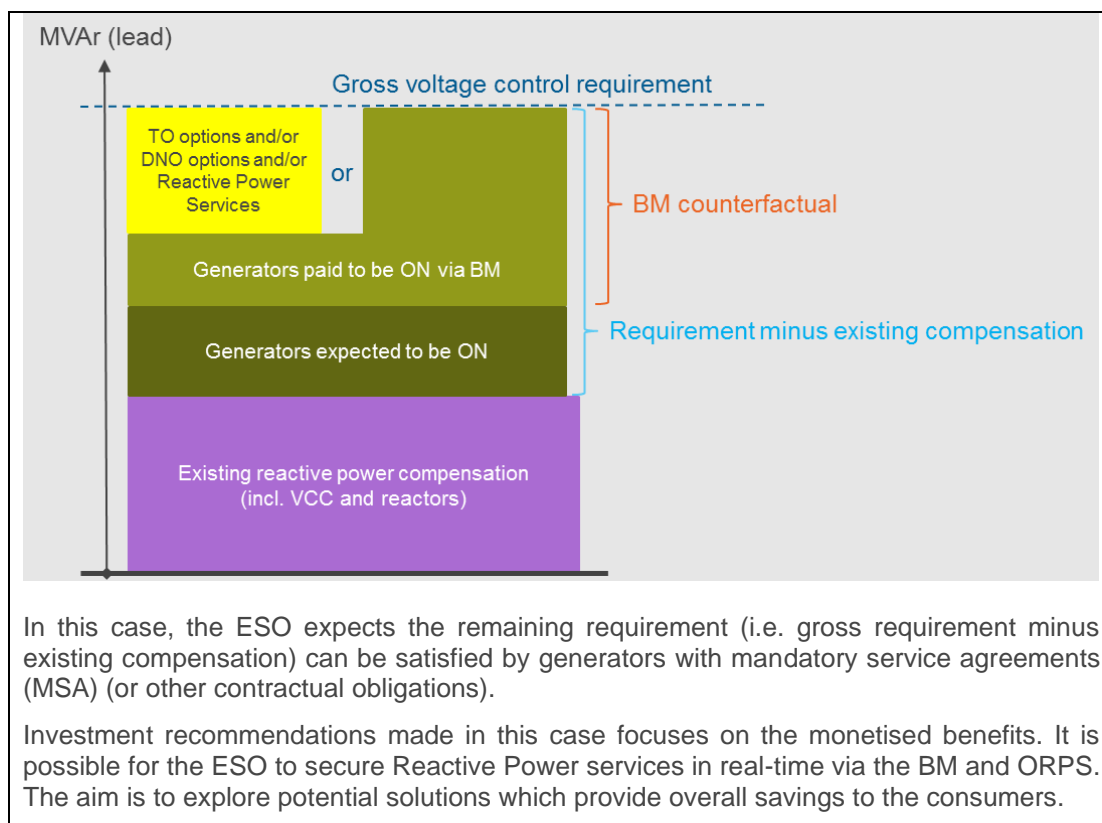 MVAr (lead)
Gross voltage control requirement
TO options and/or
DNO options and/or
Reactive Power
Services
or
BM counterfactual
Generators paid to be ON via BM
Requirement minus existing compensation
Generators expected to be ON
Existing reactive power compensation
(incl. VCC and reactors)
In this case, the ESO expects the remaining requirement (i.e. gross requirement minus
existing compensation) can be satisfied by generators with mandatory service agreements
(MSA) (or other contractual obligations).
Investment recommendations made in this case focuses on the monetised benefits. It is
possible for the ESO to secure Reactive Power services in real-time via the BM and ORPS.
The aim is to explore potential solutions which provide overall savings to the consumers.